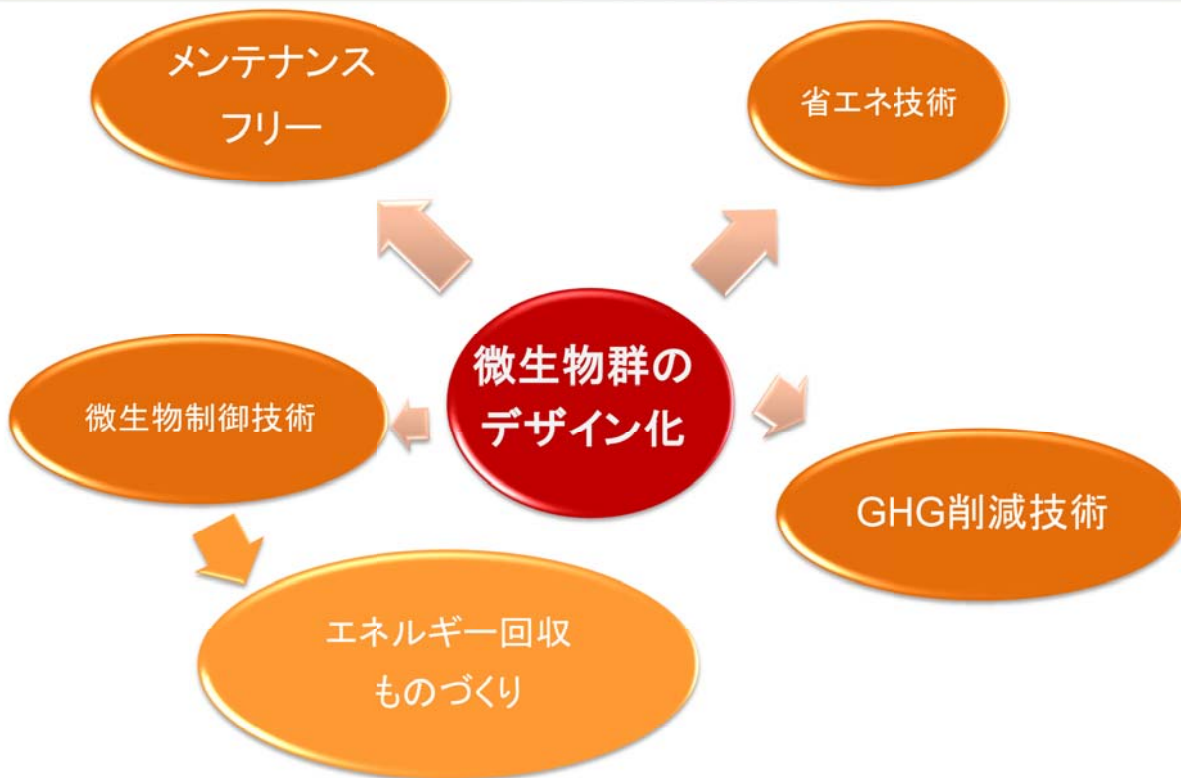 メンテナンス
フリー
省エネ技術
微生物群の
デザイン化
微生物制御技術
GHG削減技術
エネルギー回収
ものづくり